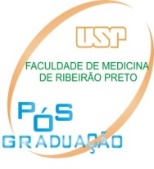 USP
FACULDADE DE MEDICINA
DE RIBEIRÃO PRETO
PÓS
GRADUAÇÃO